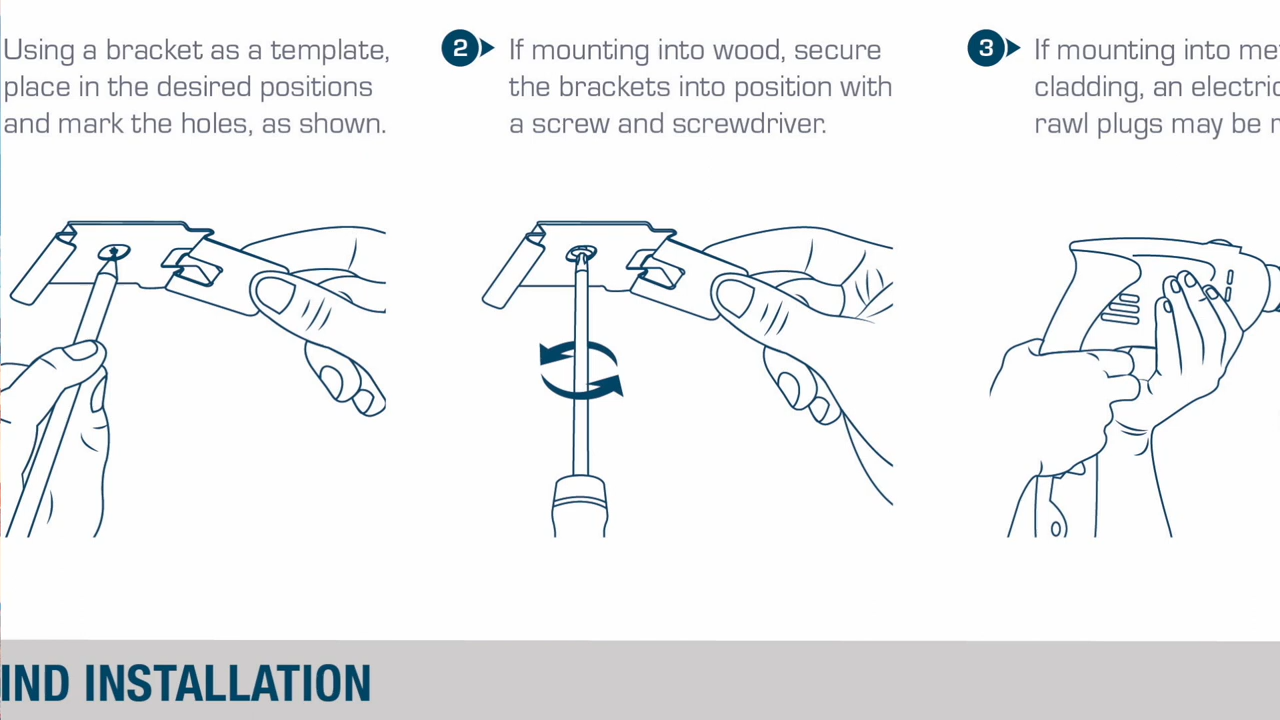 Using a bracket as a template,
place in the desired positions
and mark the holes, as shown.
2
If mounting into wood, secure
the brackets into position with
a screw and screwdriver.
3
If mounting into
cladding, an
rawl plugs may be
INSTALLATION